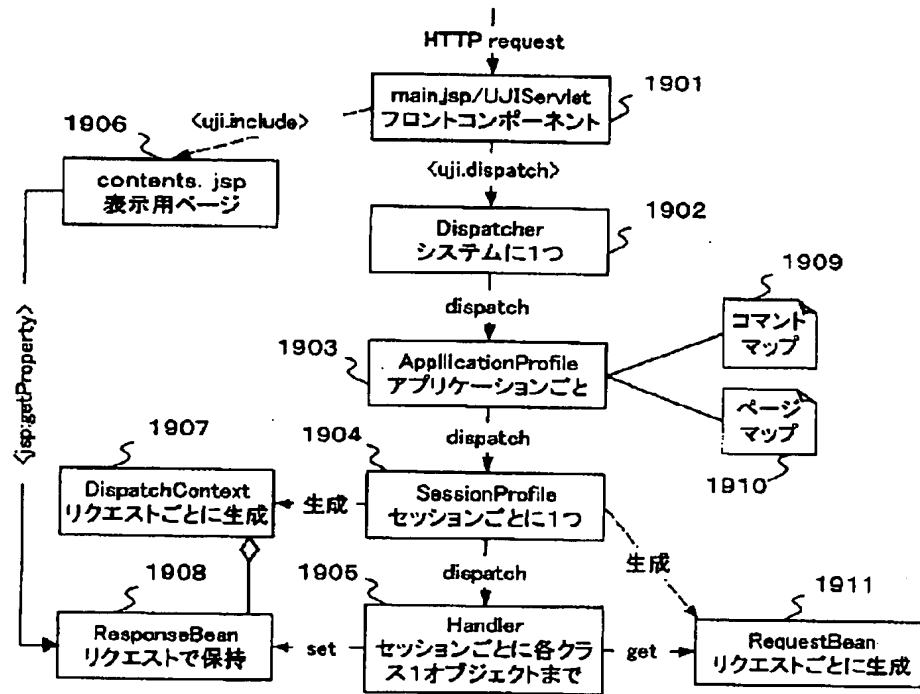 HTTP request
main.jsp/UJIServlet
フロントコンポーネント
1901
<uji.include>
1906
contents. jsp
表示用ページ
<uji.dispatch>
Dispatcher
システムに1つ
1902
dispatch
1909
コマント
マップ
1903
AppllicationProfile
アプリケーションごと
<jsp:getProperty>
ページ
マップ
1910
dispatch
1907
1904
DispatchContext
リクエストごとに生成
生成
SessionProfile
セッションごとに1つ
生成
dispatch
1908
1905
1911
ResponseBean
リクエストで保持
set
Handler
セッションごとに各クラ
ス1オブジェクトまで
get
RequestBean
リクエストごとに生成